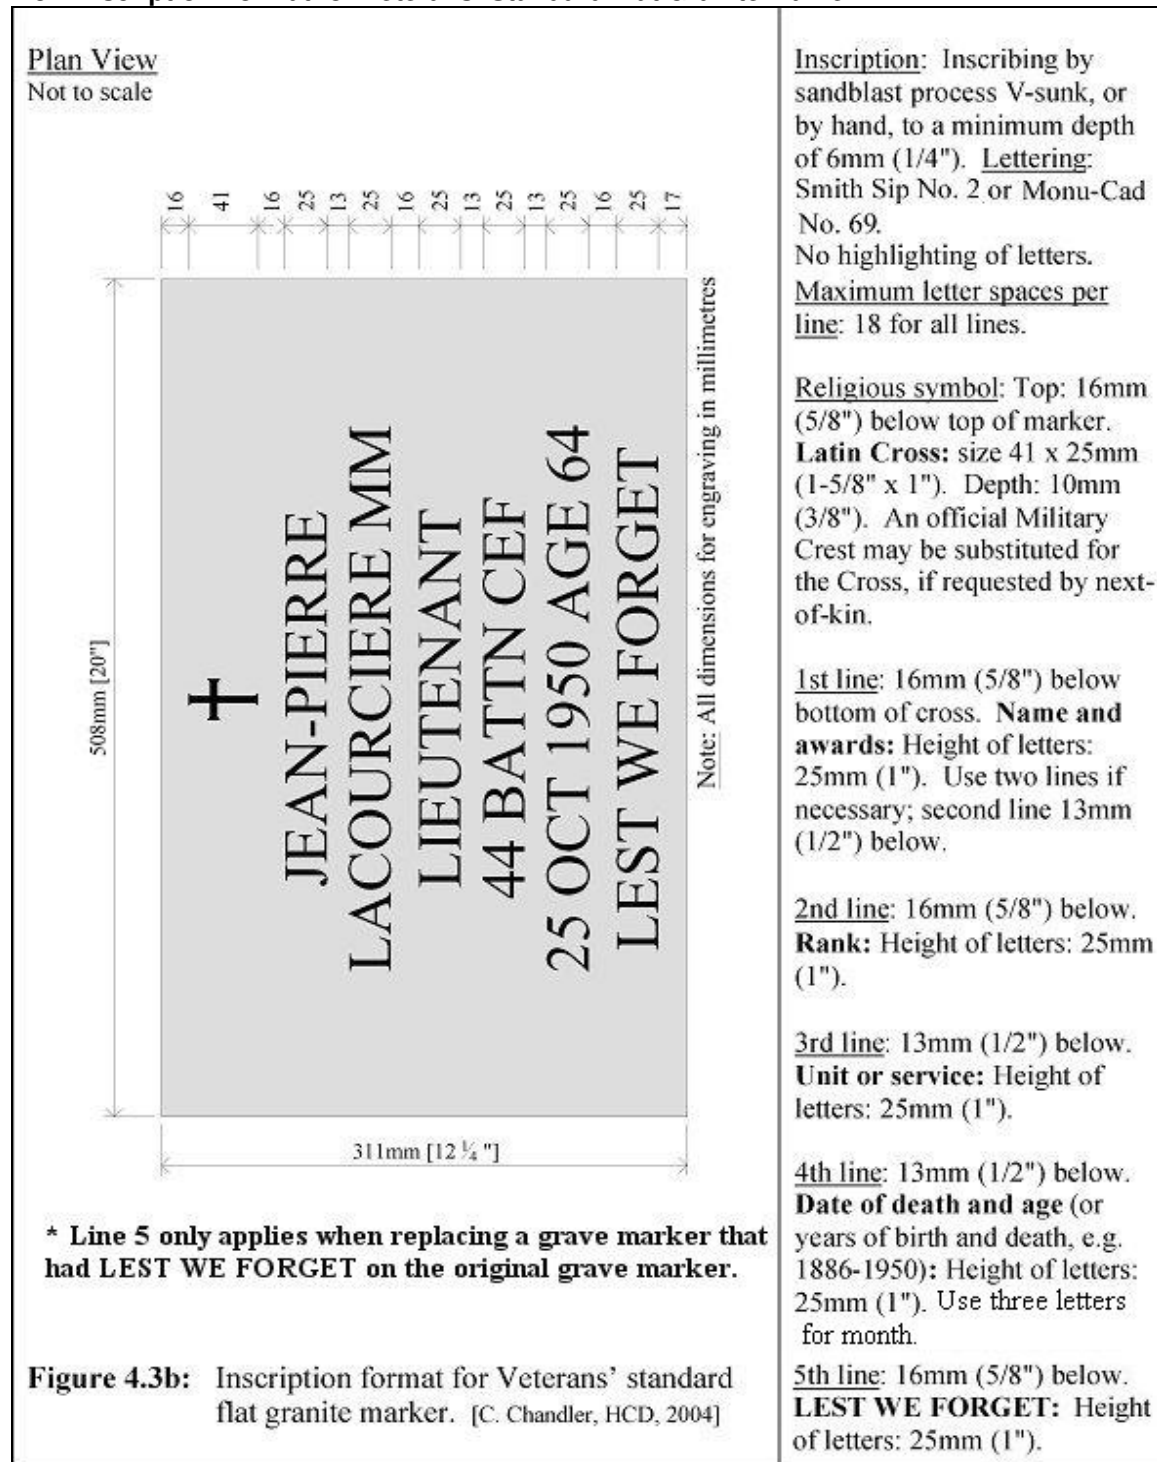 Plan View
Not to scale
16 41 16 25 13 25 16 25 13 25 13 25 16 25 17
508mm [20"]
JEAN-PIERRE
LACOURCIERE MM
LIEUTENANT
44 BATTN CEF
25 OCT 1950 AGE 64
LEST WE FORGET
Note: All dimensions for engraving in millimetres
311mm [12 ¼ "]
* Line 5 only applies when replacing a grave marker that
had LEST WE FORGET on the original grave marker.
Figure 4.3b: Inscription format for Veterans' standard
flat granite marker. [C. Chandler, HCD, 2004]
Inscription: Inscribing by
sandblast process V-sunk, or
by hand, to a minimum depth
of 6mm (1/4"). Lettering:
Smith Sip No. 2 or Monu-Cad
No. 69.
No highlighting of letters.
Maximum letter spaces per
line: 18 for all lines.
Religious symbol: Top: 16mm
(5/8") below top of marker.
Latin Cross: size 41 x 25mm
(1-5/8" x 1"). Depth: 10mm
(3/8"). An official Military
Crest may be substituted for
the Cross, if requested by next-
of-kin.
1st line: 16mm (5/8") below
bottom of cross. Name and
awards: Height of letters:
25mm (1"). Use two lines if
necessary; second line 13mm
(1/2") below.
2nd line: 16mm (5/8") below.
Rank: Height of letters: 25mm
(1").
3rd line: 13mm (1/2") below.
Unit or service: Height of
letters: 25mm (1").
4th line: 13mm (1/2") below.
Date of death and age (or
years of birth and death, e.g.
1886-1950): Height of letters:
25mm (1"). Use three letters
for month.
5th line: 16mm (5/8") below.
LEST WE FORGET: Height
of letters: 25mm (1").